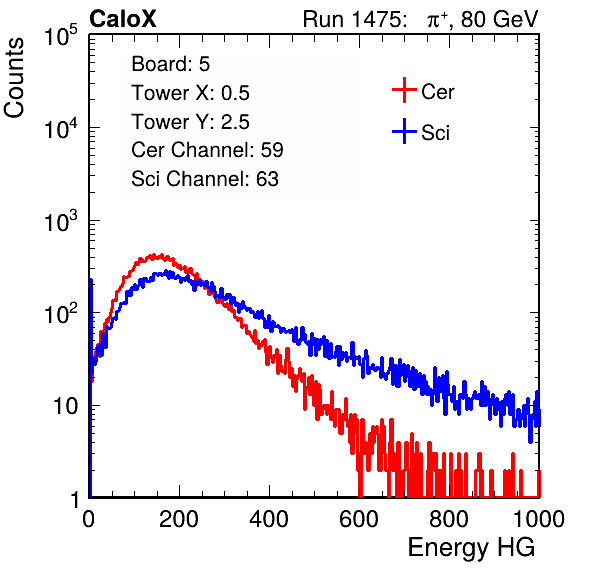 CaloX Run 1475: π⁺, 80 GeV
Counts
10⁵
10⁴
10³
10²
10
1
Board: 5
Tower X: 0.5
Tower Y: 2.5
Cer Channel: 59
Sci Channel: 63
Cer
Sci
0 200 400 600 800 1000
Energy HG